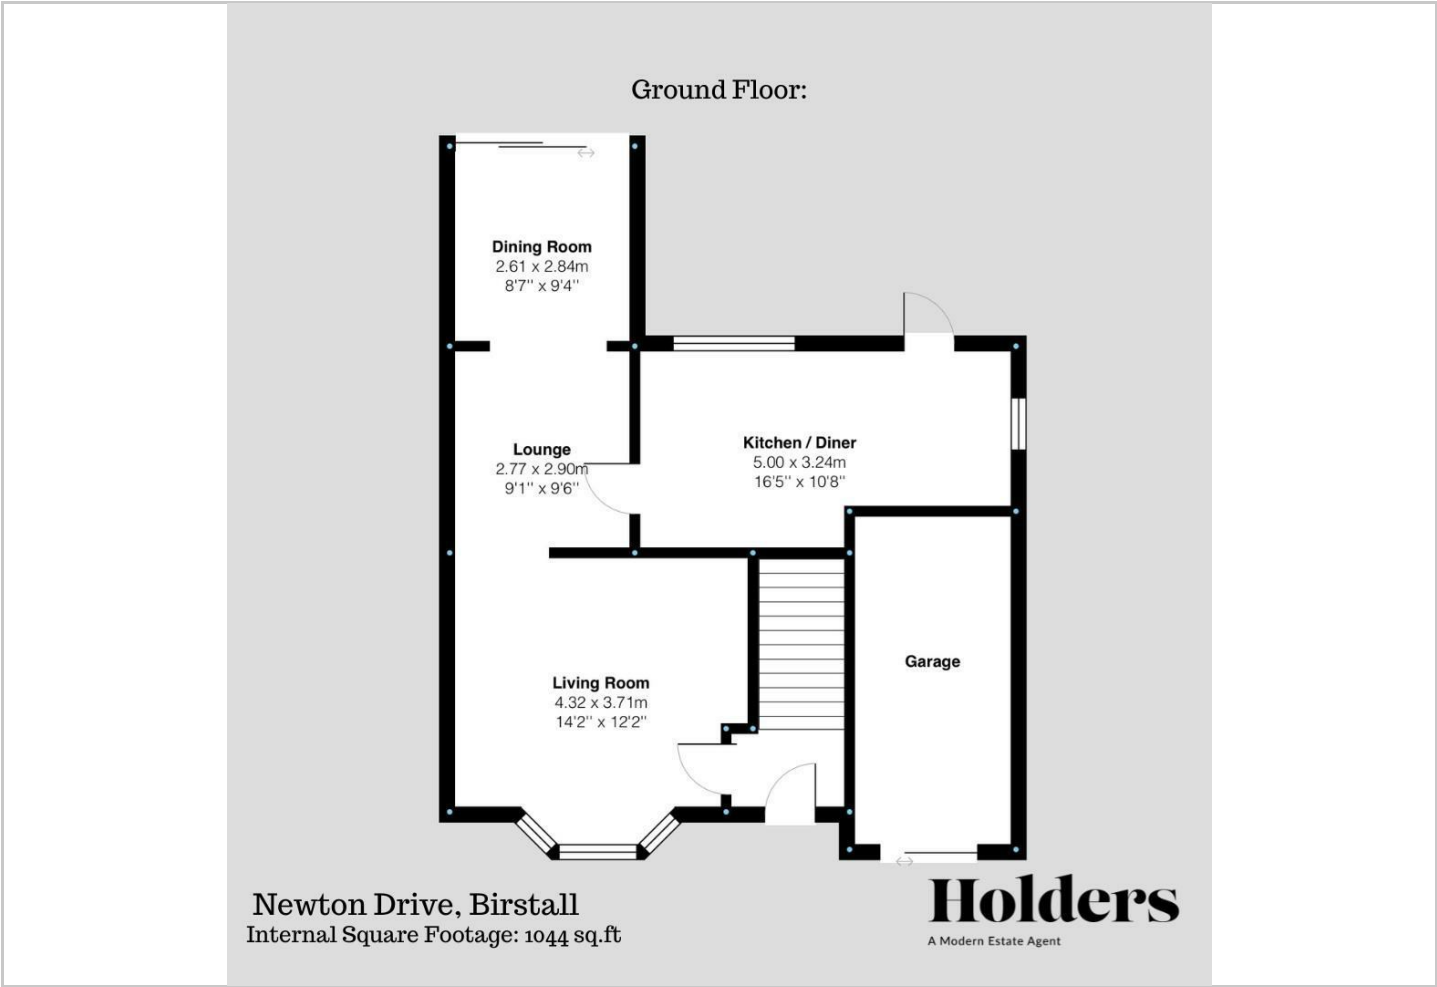 Ground Floor:
Dining Room
2.61 x 2.84m
8'7'' x 9'4''
Lounge
2.77 x 2.90m
9'1'' x 9'6''
Kitchen / Diner
5.00 x 3.24m
16'5'' x 10'8''
Garage
Living Room
4.32 x 3.71m
14'2'' x 12'2''
Newton Drive, Birstall
Internal Square Footage: 1044 sq.ft
Holders
A Modern Estate Agent